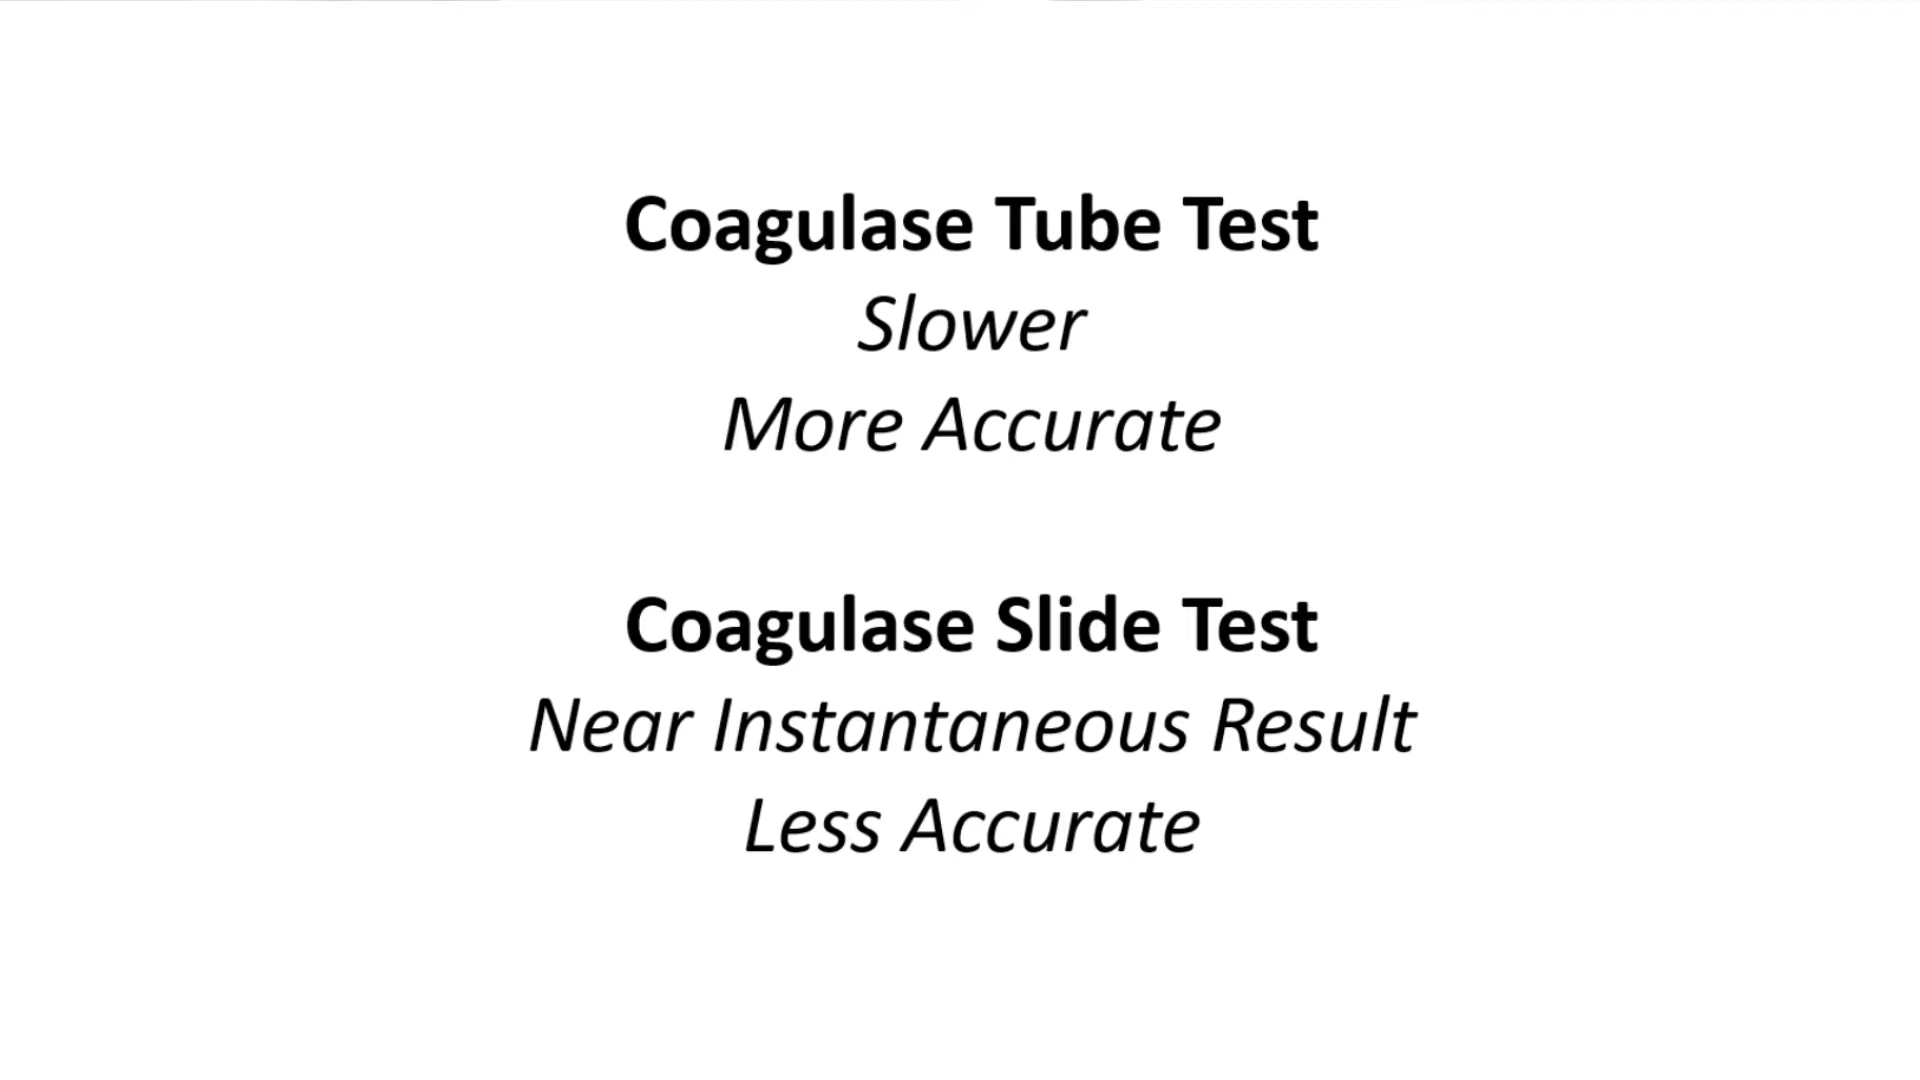 Coagulase Tube Test
Slower
More Accurate
Coagulase Slide Test
Near Instantaneous Result
Less Accurate